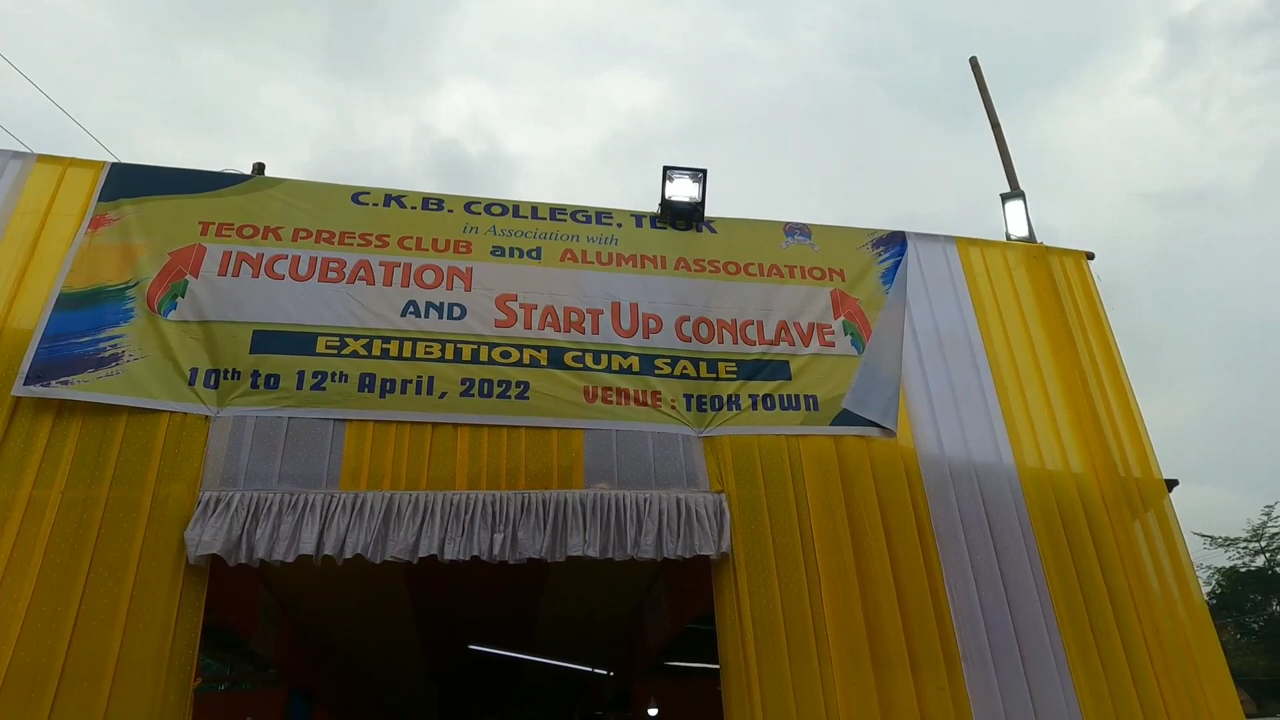 C.K.B. COLLEGE, TEOK
in Association with
TEOK PRESS CLUB and ALUMNI ASSOCIATION
INCUBATION
AND START UP CONCLAVE
EXHIBITION CUM SALE
10th to 12th April, 2022 VENUE : TEOK TOWN